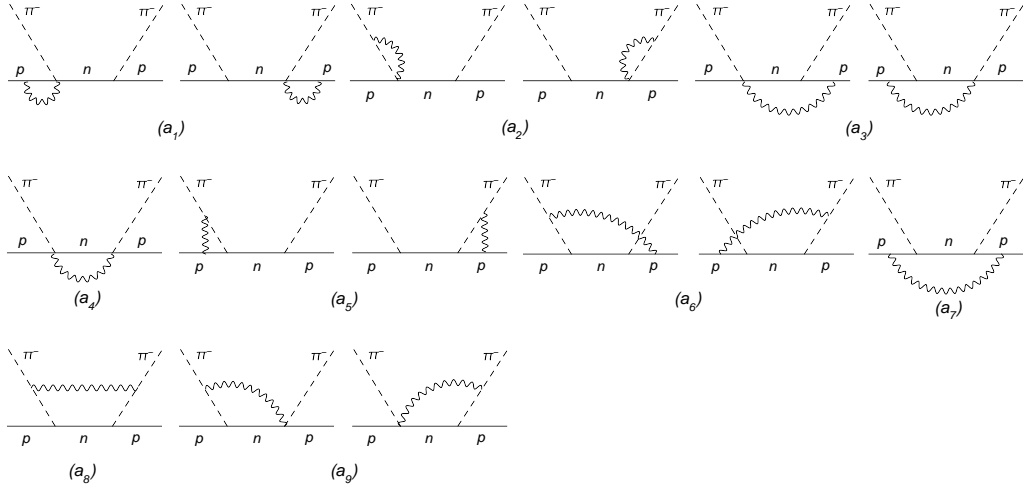 π⁻ π⁻ π⁻ π⁻ π⁻ π⁻ π⁻ π⁻ π⁻ π⁻
p n p p n p p n p p n p p n p p n p
(a₁) (a₂) (a₃)
π⁻ π⁻ π⁻ π⁻ π⁻ π⁻ π⁻ π⁻ π⁻ π⁻ π⁻ π⁻
p n p p n p p n p p n p p n p p n p
(a₄) (a₅) (a₆) (a₇)
π⁻ π⁻ π⁻ π⁻ π⁻ π⁻
p n p p n p p n p
(a₈) (a₉)